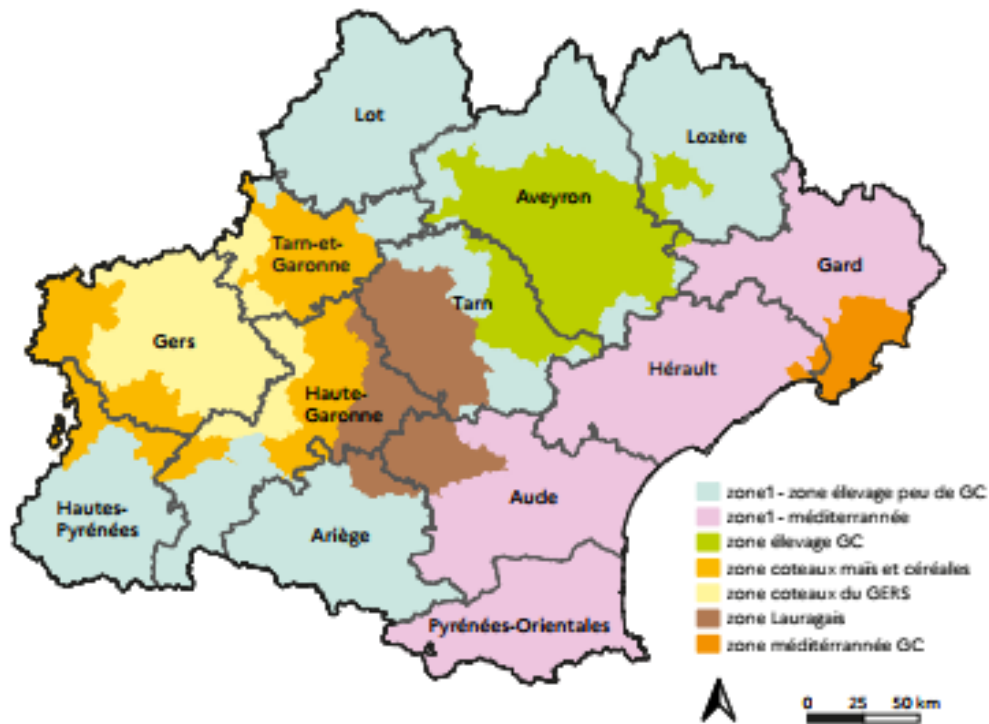 Lot
Lozère
Aveyron
Tarn-et-
Garonne
Gard
Tarn
Gers
Hérault
Haute-
Garonne
Hautes-
Pyrénées
Ariège
Aude
Pyrénées-Orientales
zone1 - zone élevage peu de GC
zone1 - méditerrannée
zone élevage GC
zone coteaux maïs et céréales
zone coteaux du GERS
zone Lauragais
zone méditérrannée GC
0 25 50 km